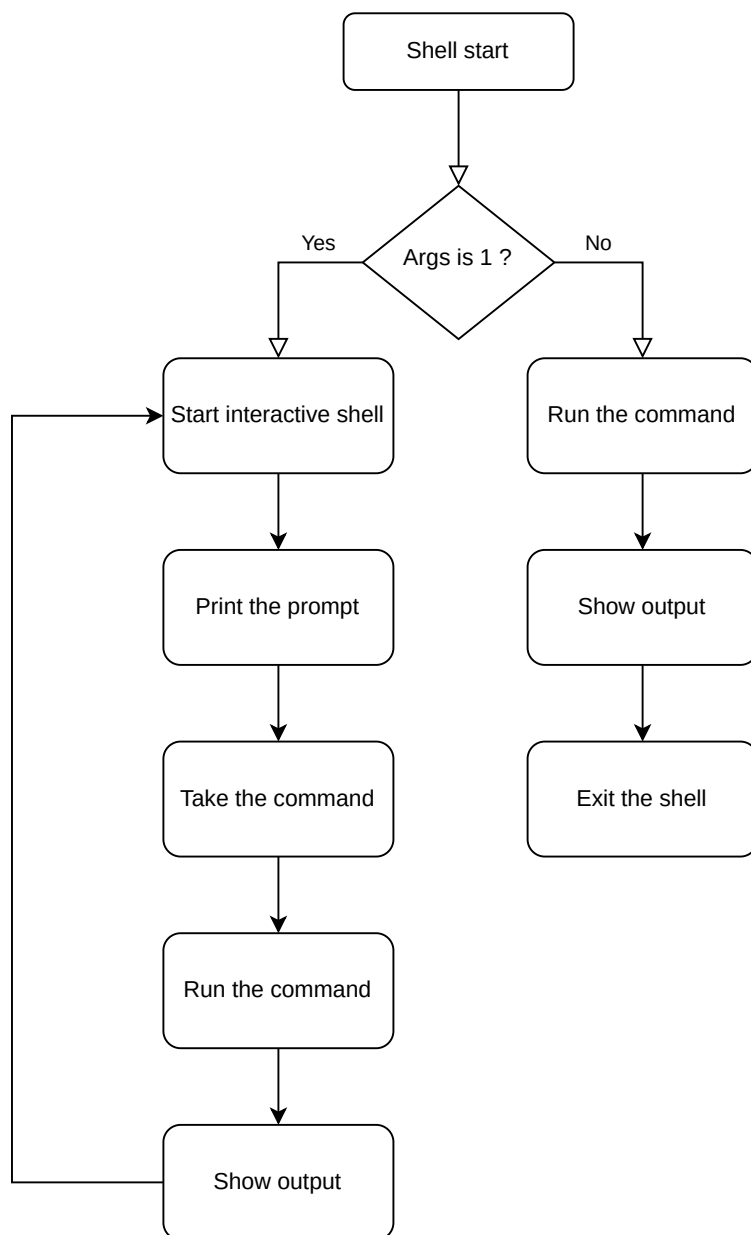 Shell start
Args is 1 ?
Yes
No
Start interactive shell
Run the command
Print the prompt
Show output
Take the command
Exit the shell
Run the command
Show output